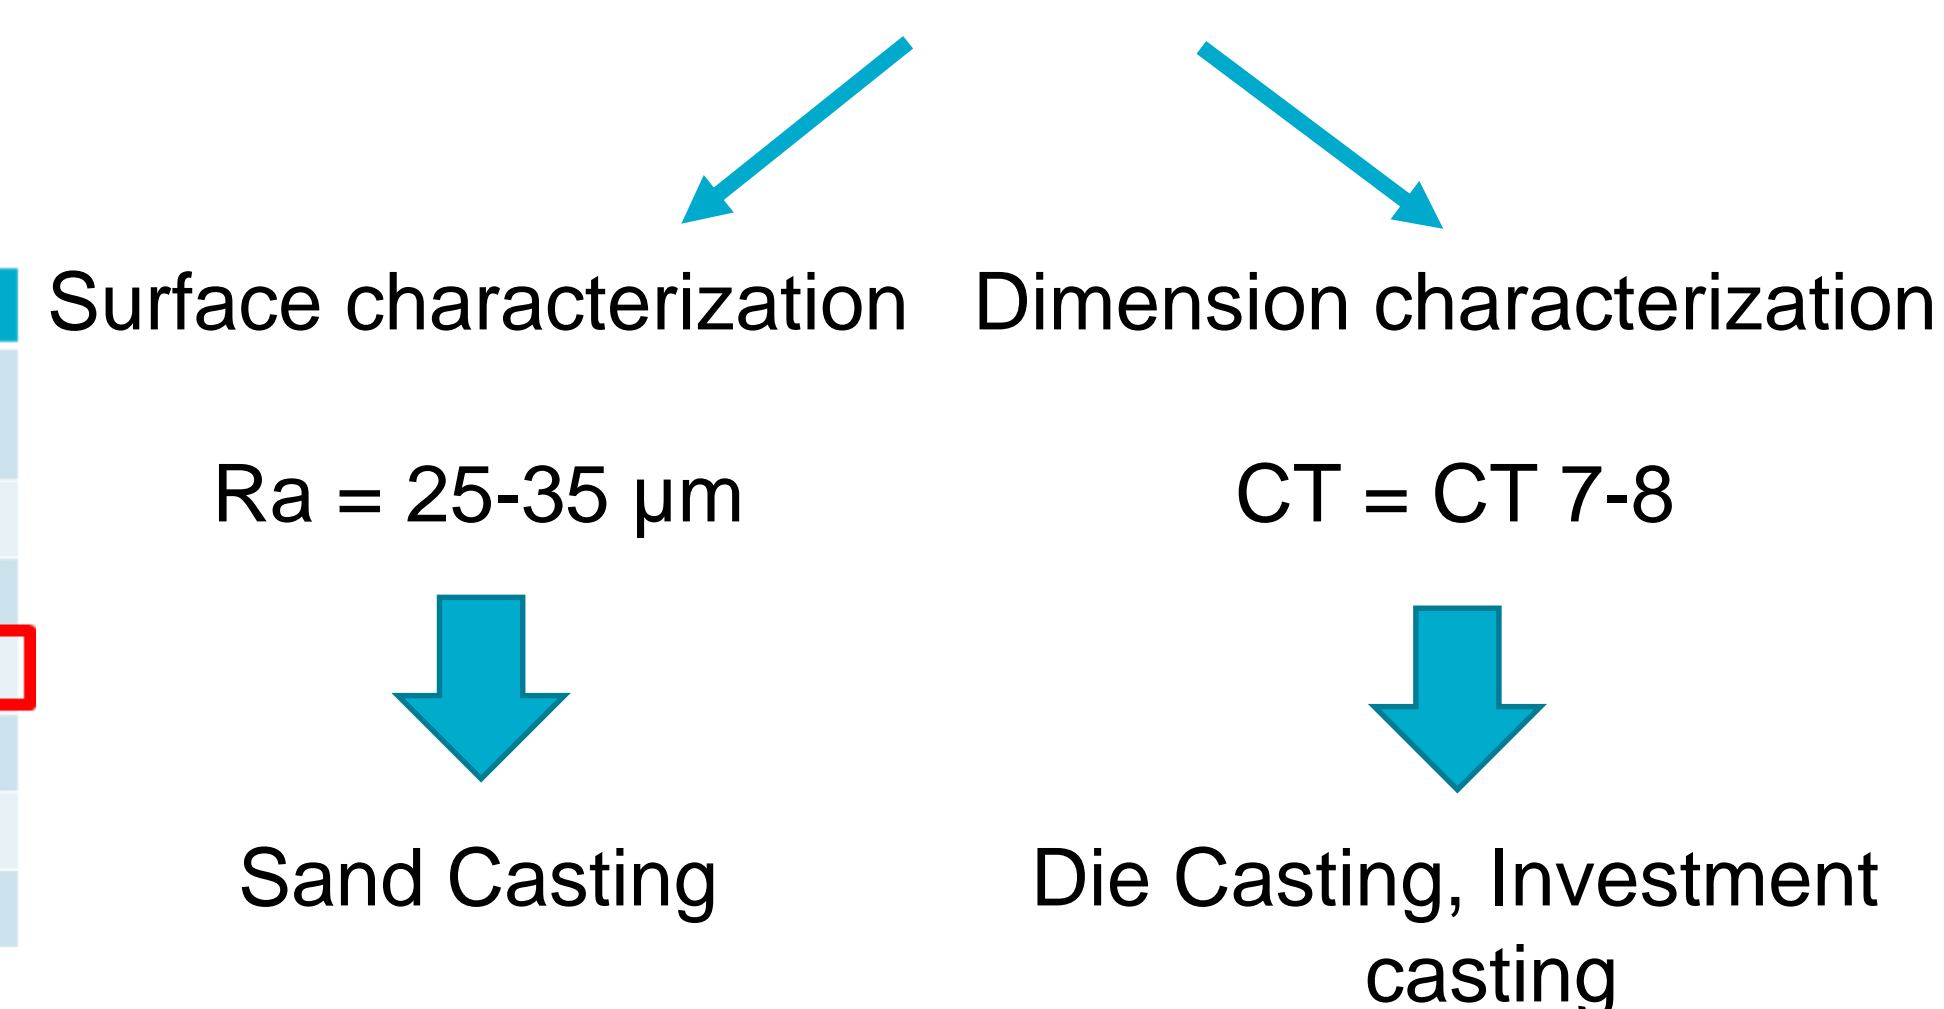 Surface characterization
Dimension characterization
Ra = 25-35 μm
CT = CT 7-8
Sand Casting
Die Casting, Investment
casting